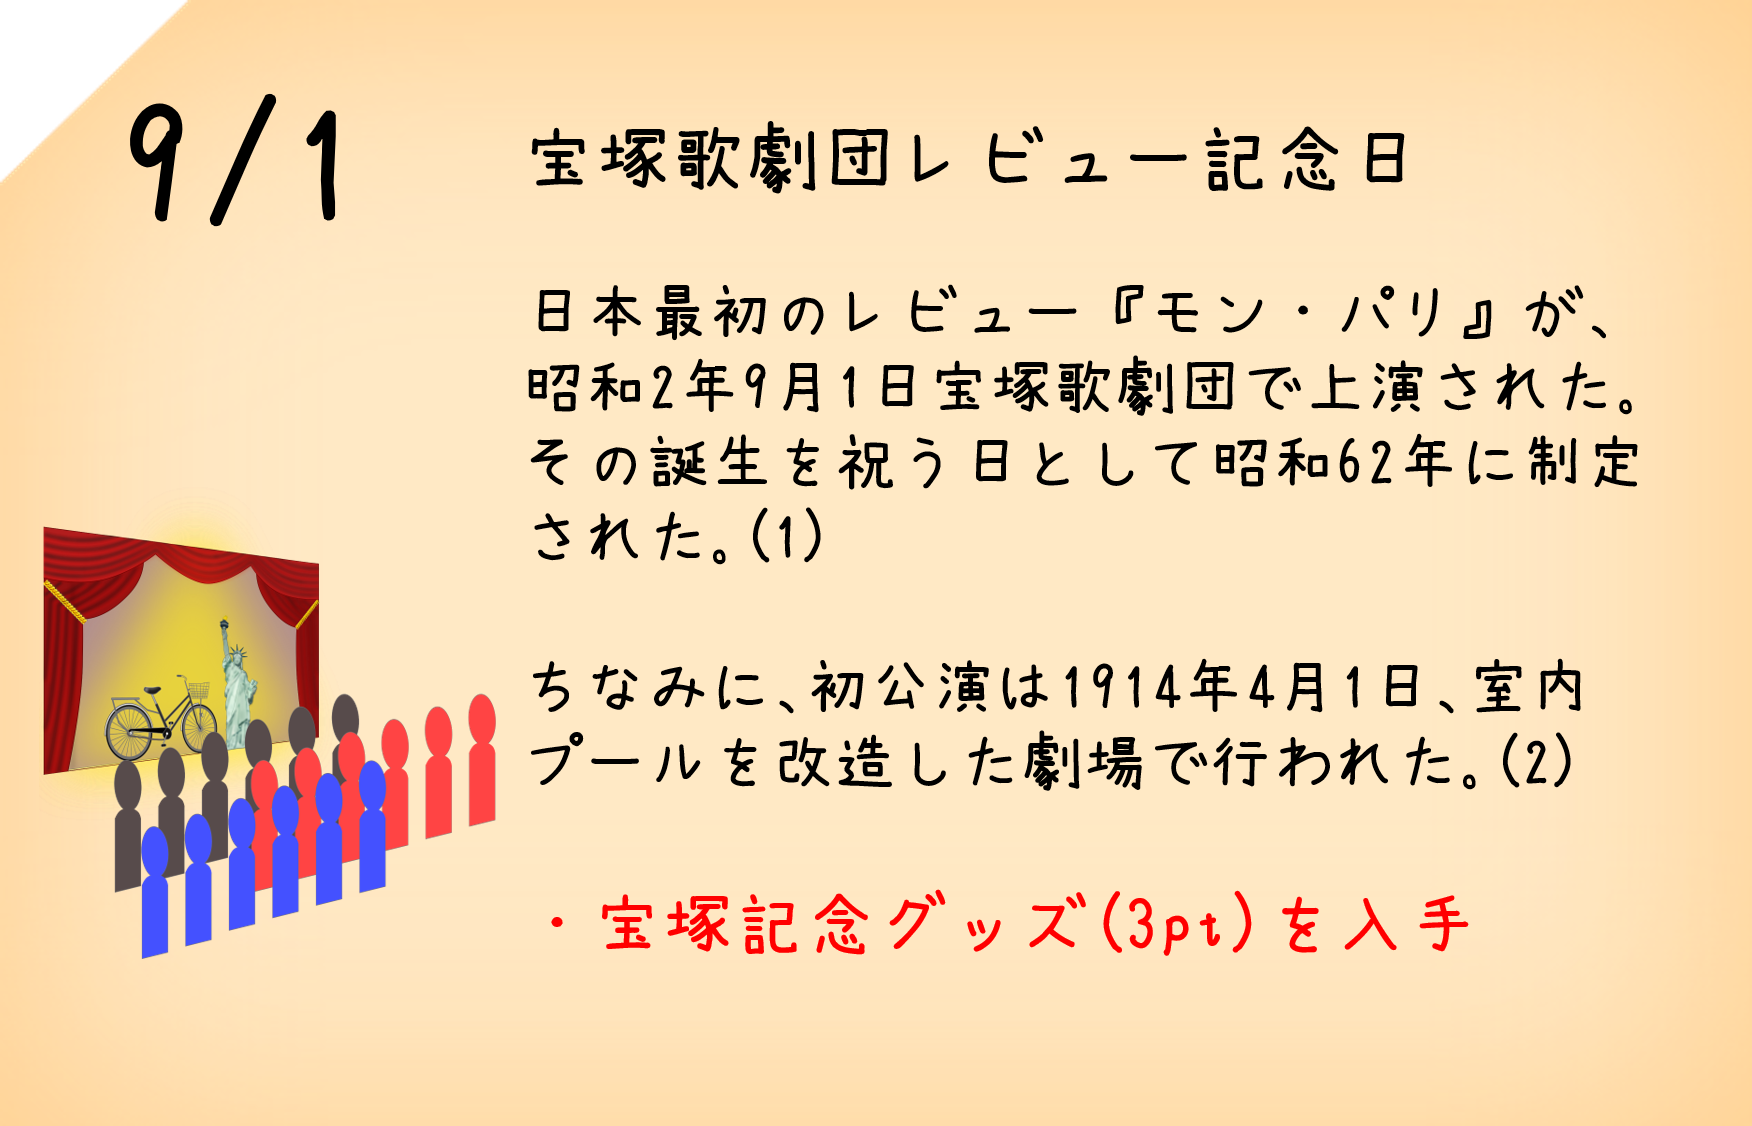 9/1
宝塚歌劇団レビュー記念日
日本最初のレビュー『モン・パリ』が、
昭和2年9月1日宝塚歌劇団で上演された。
その誕生を祝う日として昭和62年に制定
された。(1)
ちなみに、初公演は1914年4月1日、室内
プールを改造した劇場で行われた。(2)
・宝塚記念グッズ(3pt)を入手